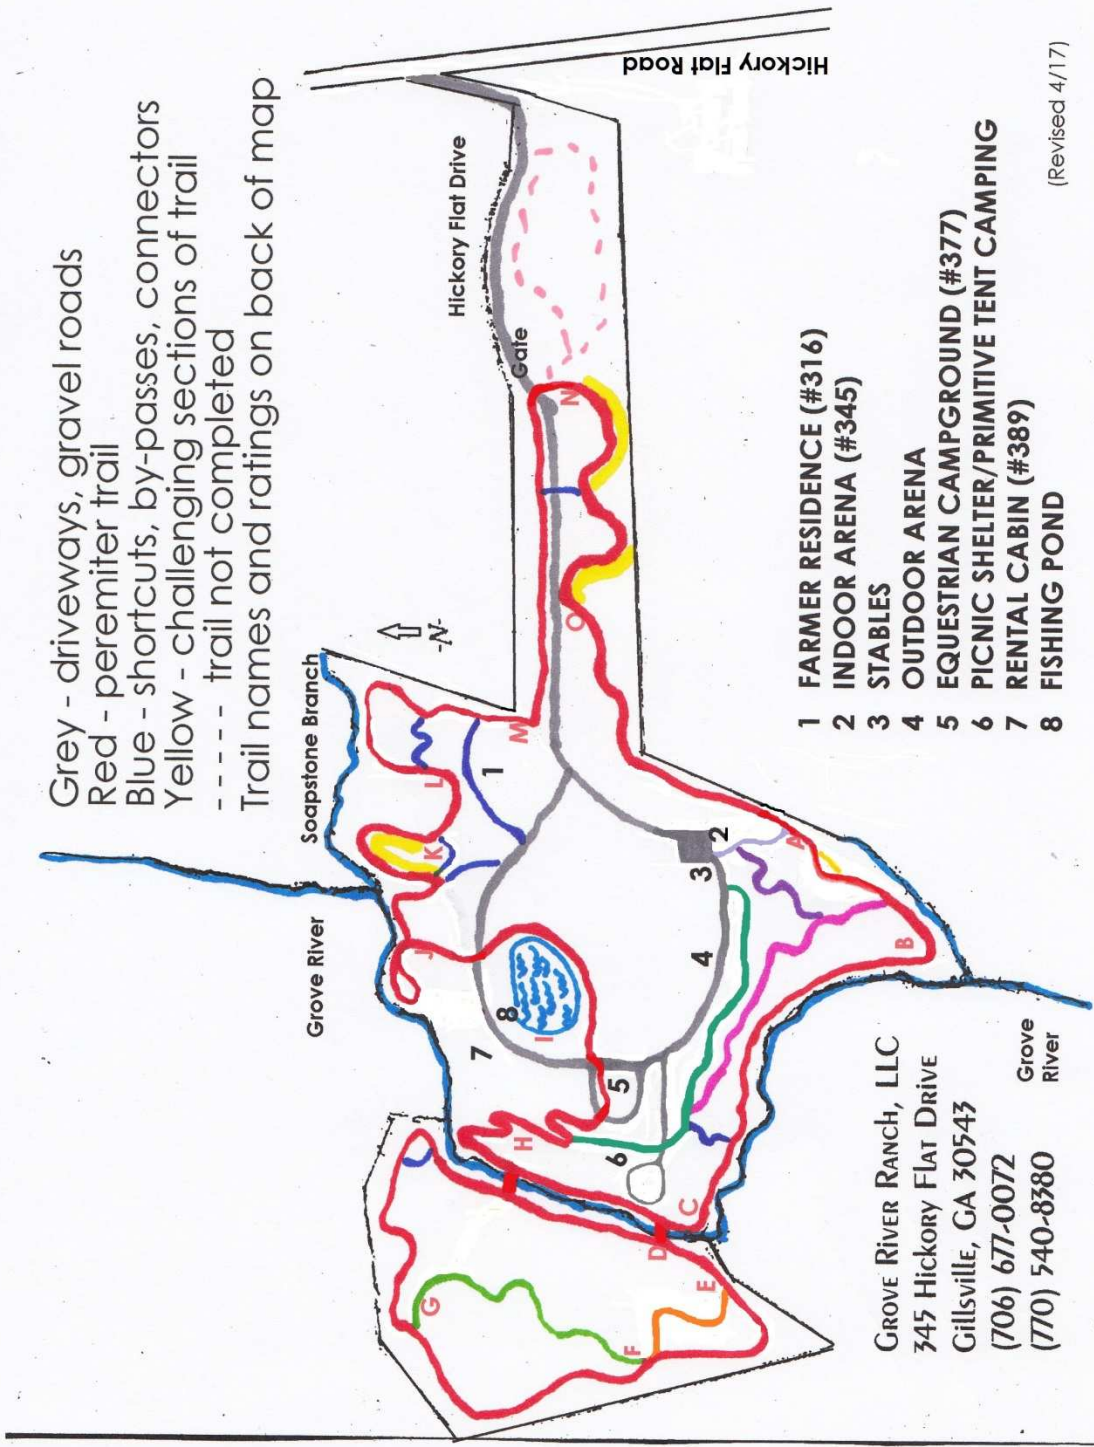 Grey - driveways, gravel roads
Red - peremiter trail
Blue - shortcuts, by-passes, connectors
Yellow - challenging sections of trail
- - - - - trail not completed
Trail names and ratings on back of map
Hickory Flat Road
Hickory Flat Drive
Gate
Soapstone Branch
-N-
Grove River
A
B
C
D
E
F
G
H
I
J
K
L
M
N
O
1
2
3
4
5
6
7
8
1 FARMER RESIDENCE (#316)
2 INDOOR ARENA (#345)
3 STABLES
4 OUTDOOR ARENA
5 EQUESTRIAN CAMPGROUND (#377)
6 PICNIC SHELTER/PRIMITIVE TENT CAMPING
7 RENTAL CABIN (#389)
8 FISHING POND
Grove
River
GROVE RIVER RANCH, LLC
345 HICKORY FLAT DRIVE
GILLSVILLE, GA 30543
(706) 677-0072
(770) 540-8380
(Revised 4/17)